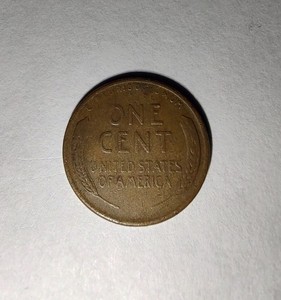 ONE
CENT
UNITED STATES
OF AMERICA